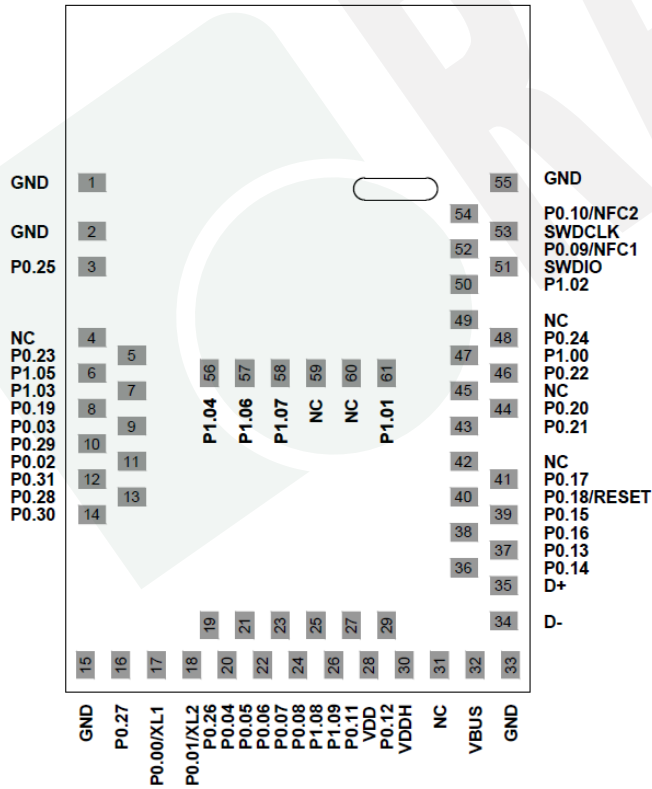 GND 1
GND 2
P0.25 3
NC 4
P0.23 5
P1.05 6
P1.03 7
P0.19 8
P0.03 9
P0.29 10
P0.02 11
P0.31 12
P0.28 13
P0.30 14
56 57 58 59 60 61
P1.04 P1.06 P1.07 NC NC P1.01
55 GND
54 P0.10/NFC2
53 SWDCLK
52 P0.09/NFC1
51 SWDIO
50 P1.02
49 NC
48 P0.24
47 P1.00
46 P0.22
45 NC
44 P0.20
43 P0.21
42 NC
41 P0.17
40 P0.18/RESET
39 P0.15
38 P0.16
37 P0.13
36 P0.14
35 D+
34 D-
19 21 23 25 27 29
15 16 17 18 20 22 24 26 28 30 31 32 33
GND P0.27 P0.00/XL1 P0.01/XL2 P0.26 P0.04 P0.05 P0.06 P0.07 P0.08 P1.08 P1.09 P0.11 VDD P0.12 VDDH NC VBUS GND